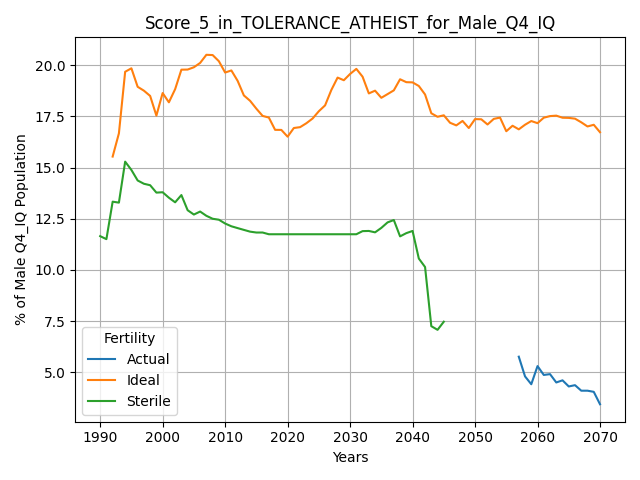 Score_5_in_TOLERANCE_ATHEIST_for_Male_Q4_IQ
% of Male Q4_IQ Population
20.0
17.5
15.0
12.5
10.0
7.5
5.0
Fertility
Actual
Ideal
Sterile
1990 2000 2010 2020 2030 2040 2050 2060 2070
Years